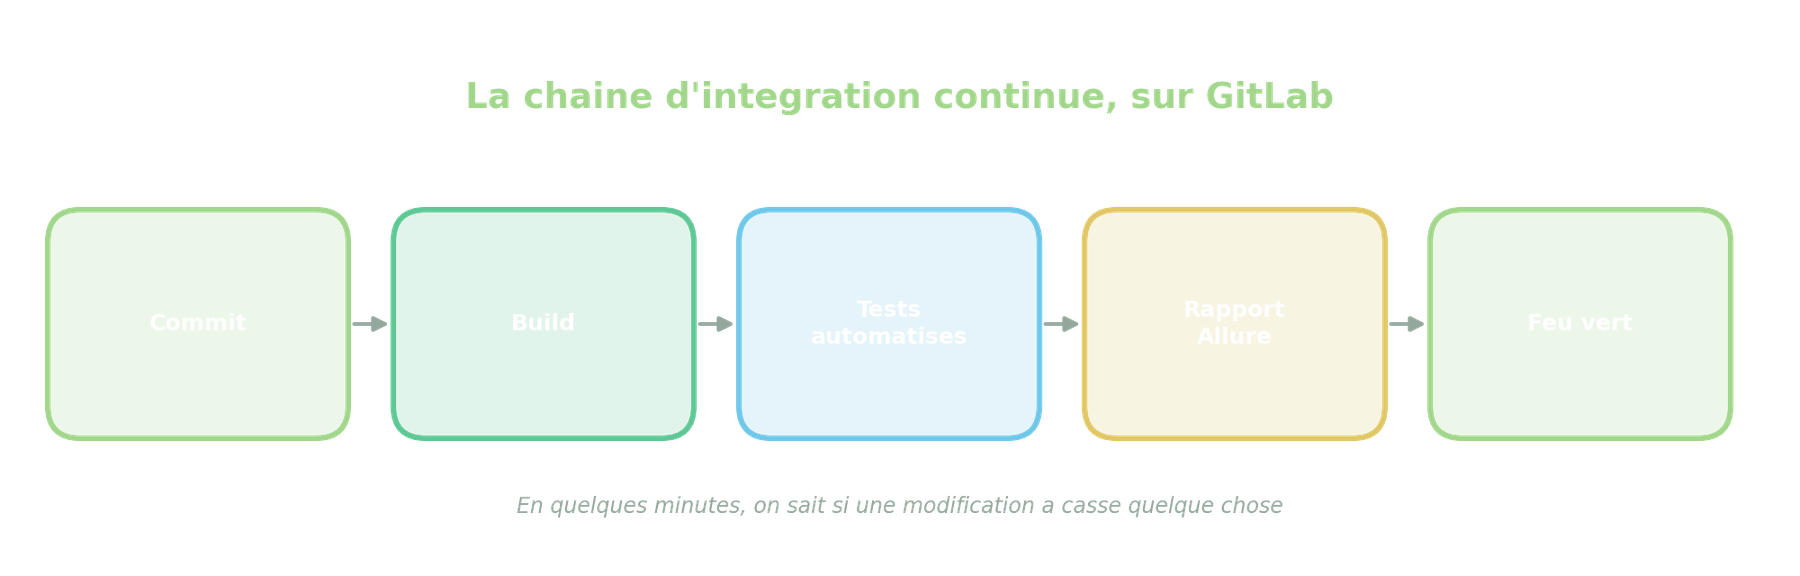 La chaine d'integration continue, sur GitLab
Commit
Build
Tests
automatises
Rapport
Allure
Feu vert
En quelques minutes, on sait si une modification a casse quelque chose